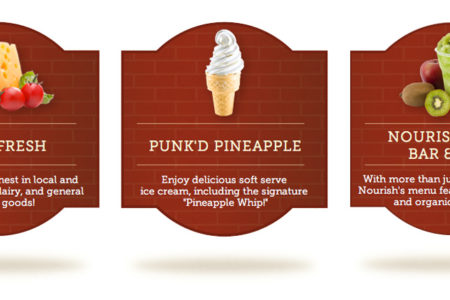 FRESH
nest in local and
dairy, and general
goods!
PUNK'D PINEAPPLE
Enjoy delicious soft serve
ice cream, including the signature
"Pineapple Whip!"
NOURISH
BAR &
With more than ju
Nourish's menu fea
and organic